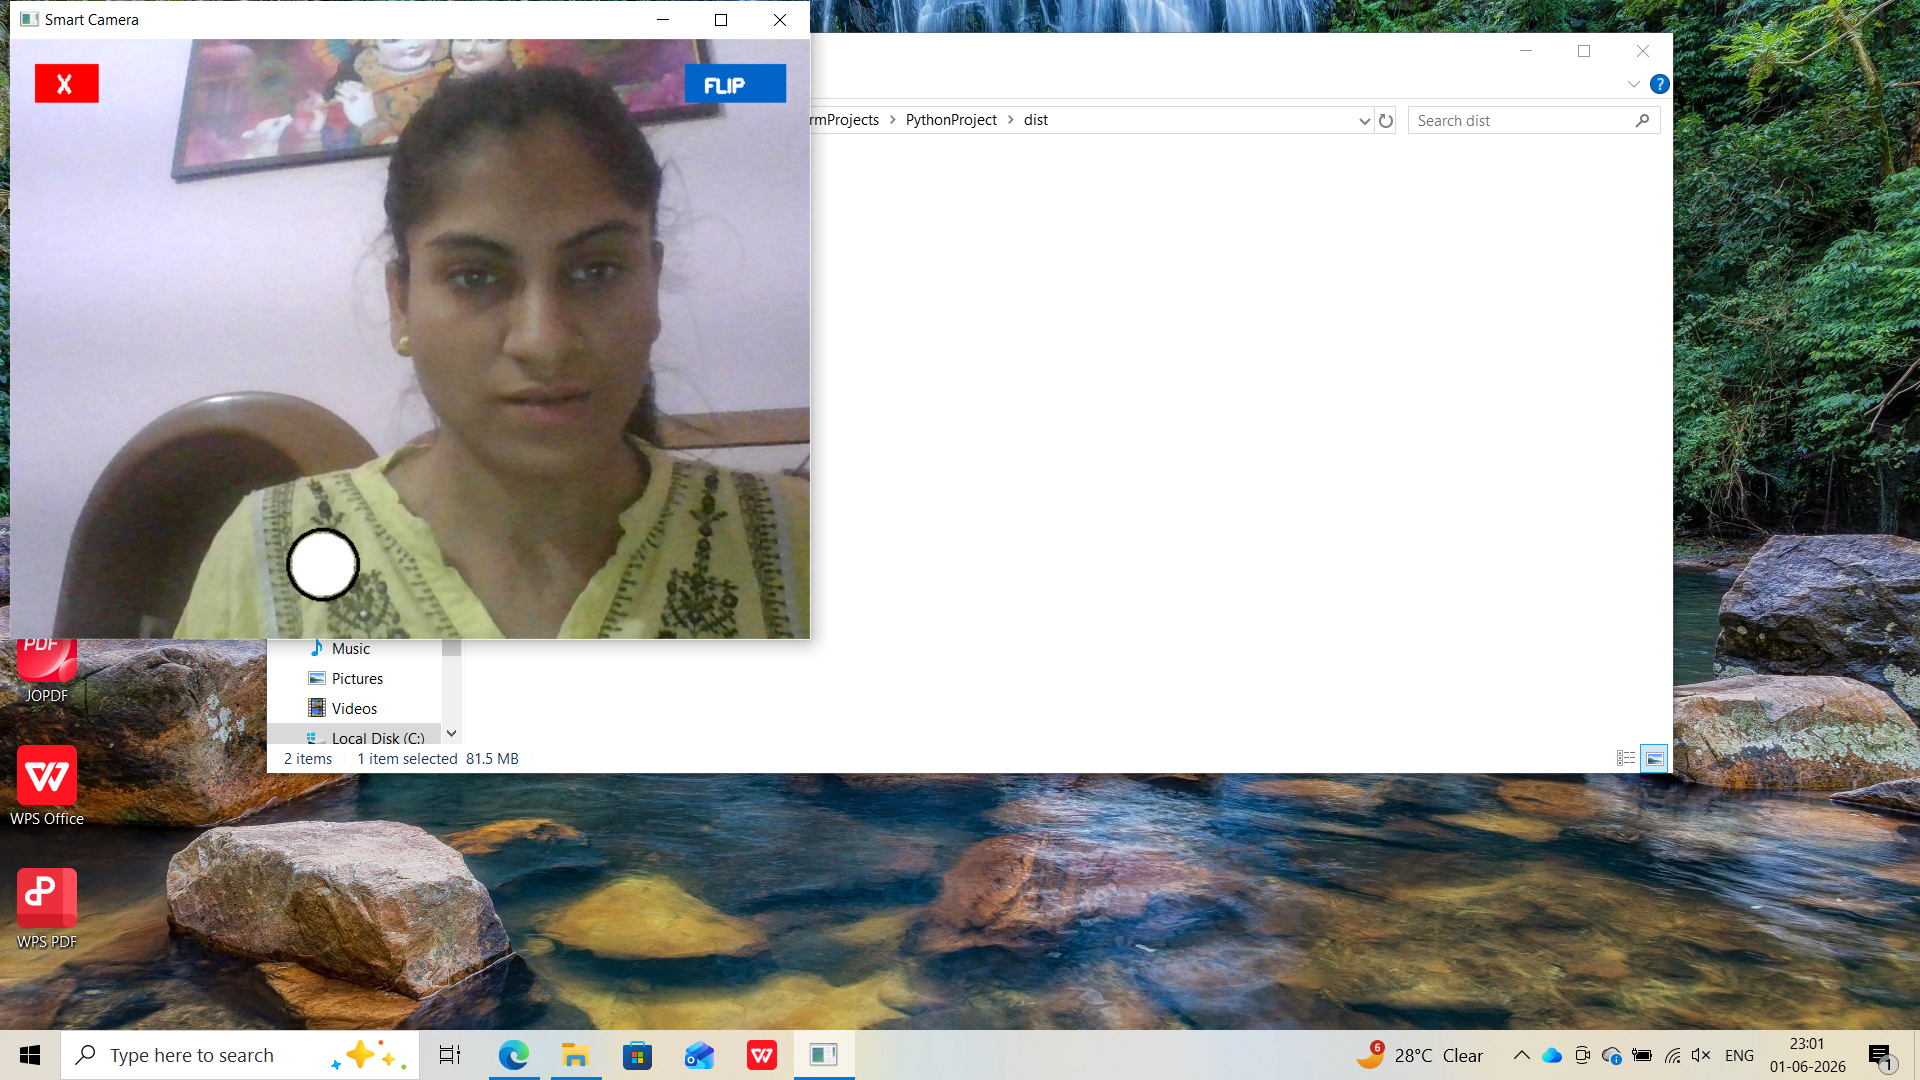 Smart Camera
X
FLIP
rmProjects > PythonProject > dist
Search dist
?
Music
Pictures
Videos
Local Disk (C:)
2 items
1 item selected 81.5 MB
PDF
JOPDF
WPS Office
WPS PDF
Type here to search
6
28°C Clear
ENG
23:01
01-06-2026
1